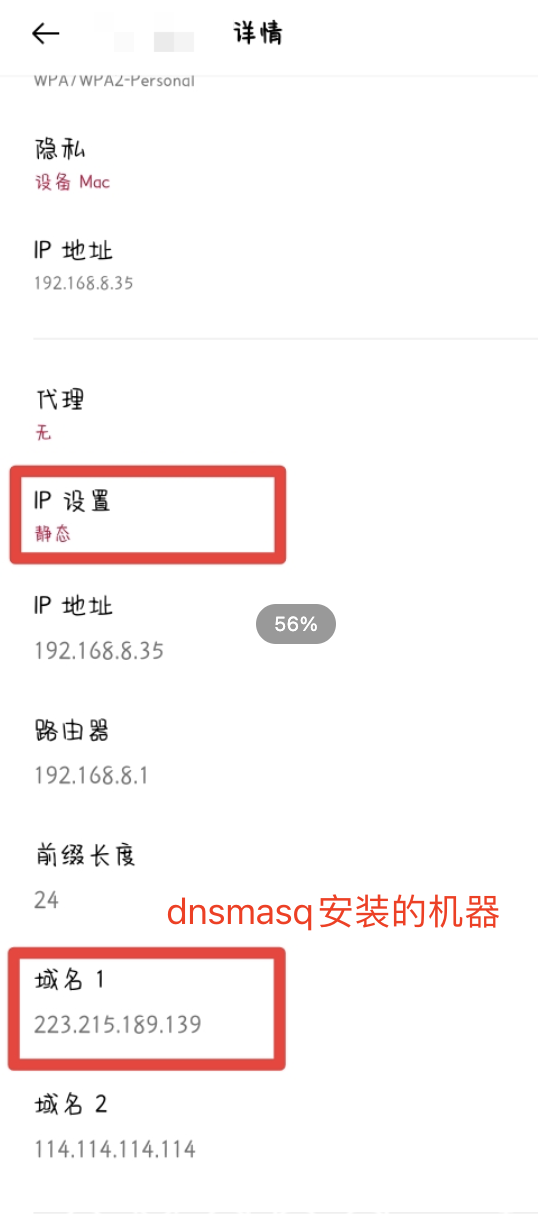 详情
WPA/WPA2-Personal
隐私
设备 Mac
IP 地址
192.168.8.35
代理
无
IP 设置
静态
IP 地址
56%
192.168.8.35
路由器
192.168.8.1
前缀长度
24
dnsmasq安装的机器
域名 1
223.215.189.139
域名 2
114.114.114.114